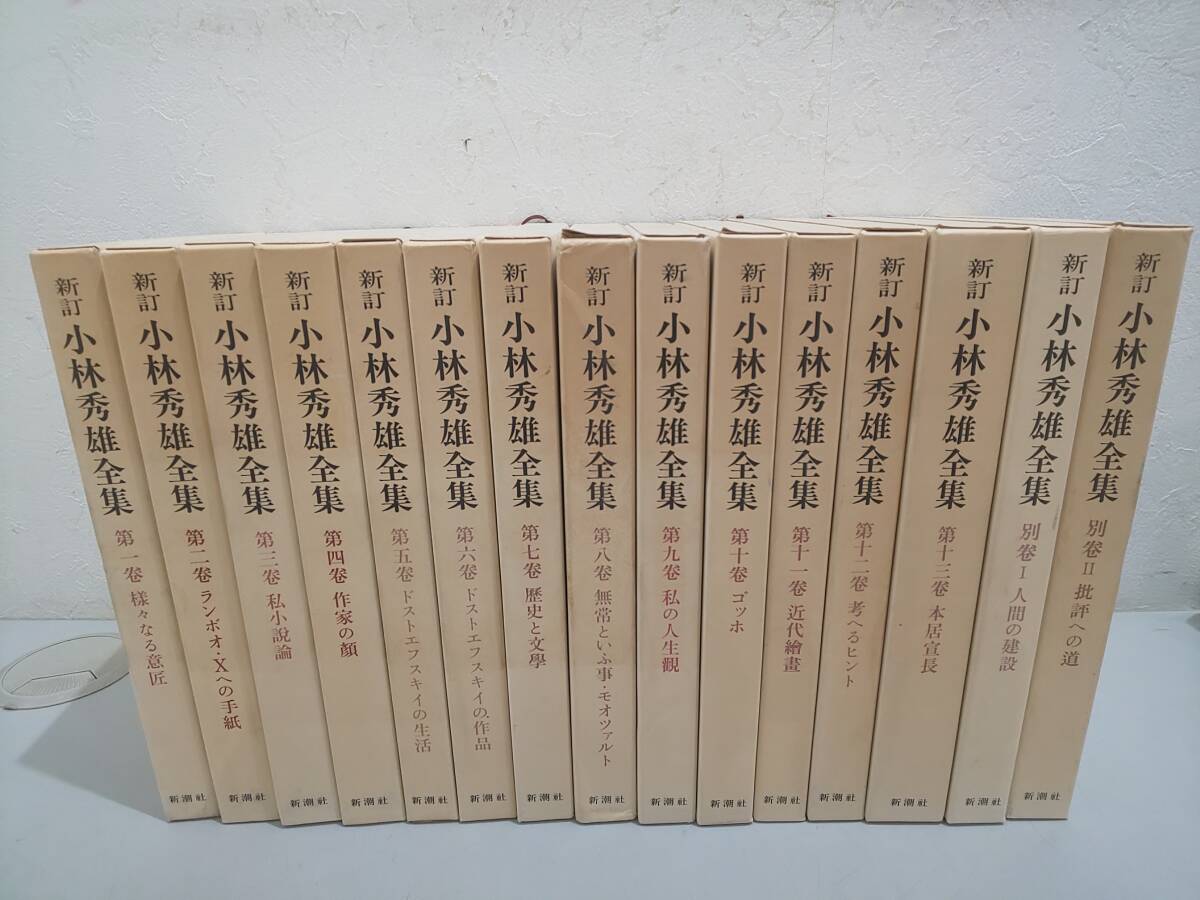 新訂 小林秀雄全集 第一巻 様々なる意匠 新潮社
新訂 小林秀雄全集 第二巻 ランボオ・Xへの手紙 新潮社
新訂 小林秀雄全集 第三巻 私小説論 新潮社
新訂 小林秀雄全集 第四巻 作家の顔 新潮社
新訂 小林秀雄全集 第五巻 ドストエフスキイの生活 新潮社
新訂 小林秀雄全集 第六巻 ドストエフスキイの作品 新潮社
新訂 小林秀雄全集 第七巻 歴史と文學 新潮社
新訂 小林秀雄全集 第八巻 無常といふ事・モオツァルト 新潮社
新訂 小林秀雄全集 第九巻 私の人生観 新潮社
新訂 小林秀雄全集 第十巻 ゴッホ 新潮社
新訂 小林秀雄全集 第十一巻 近代繪畫 新潮社
新訂 小林秀雄全集 第十二巻 考へるヒント 新潮社
新訂 小林秀雄全集 第十三巻 本居宣長 新潮社
新訂 小林秀雄全集 別巻I 人間の建設 新潮社
新訂 小林秀雄全集 別巻II 批評への道 新潮社